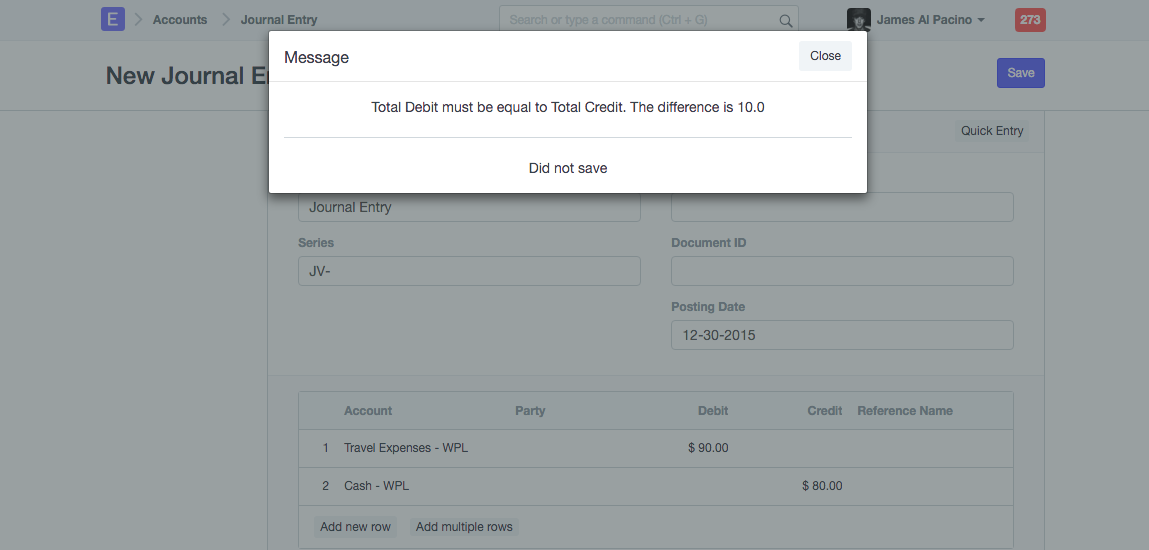 E Accounts Journal Entry Search or type a command (Ctrl + G) James Al Pacino 273
New Journal E Save
Message Close
Total Debit must be equal to Total Credit. The difference is 10.0
Did not save
Quick Entry
Journal Entry
Series Document ID
JV-
Posting Date
12-30-2015
Account Party Debit Credit Reference Name
1 Travel Expenses - WPL $ 90.00
2 Cash - WPL $ 80.00
Add new row Add multiple rows